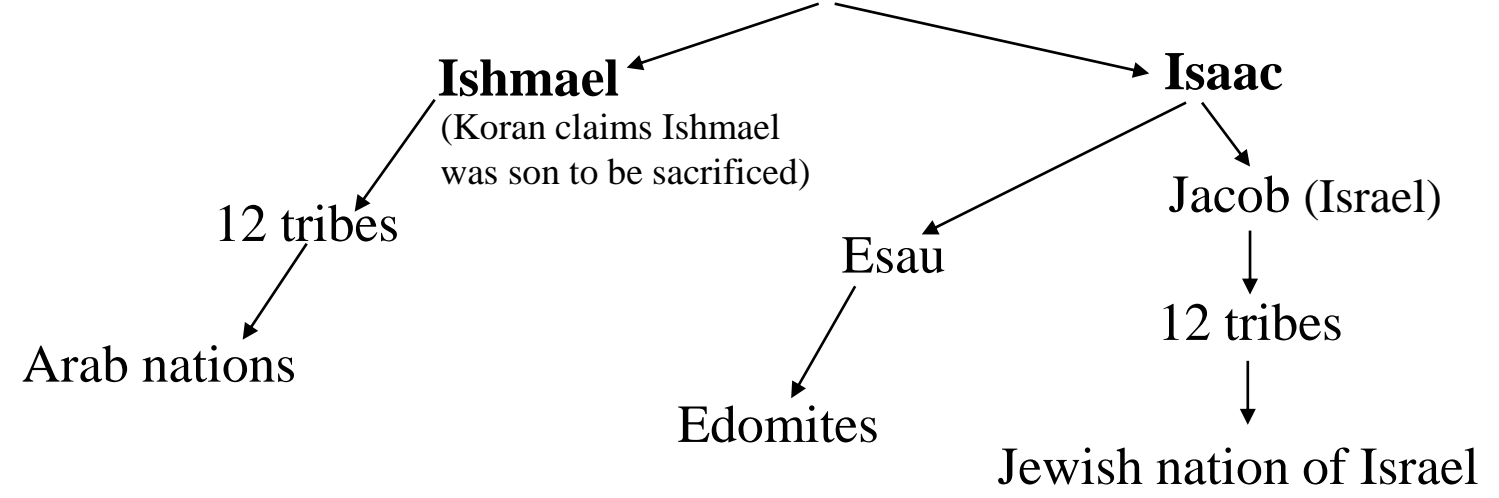 Ishmael
Isaac
(Koran claims Ishmael
was son to be sacrificed)
Jacob (Israel)
12 tribes
Esau
12 tribes
Arab nations
Edomites
Jewish nation of Israel